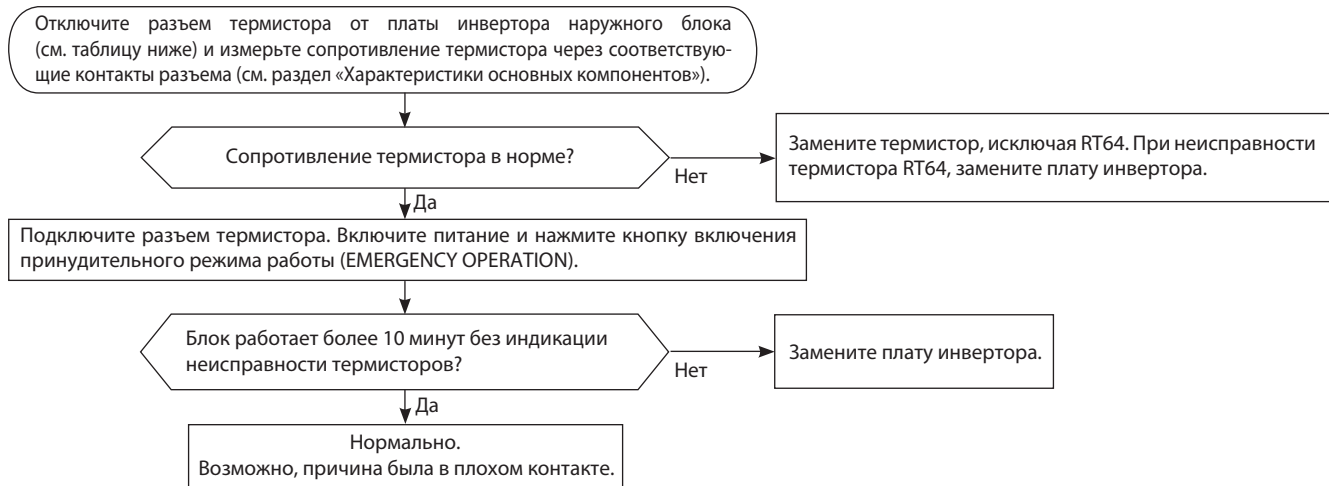 Отключите разъем термистора от платы инвертора наружного блока
(см. таблицу ниже) и измерьте сопротивление термистора через соответствую-
щие контакты разъема (см. раздел «Характеристики основных компонентов»).
Сопротивление термистора в норме?
Нет
Замените термистор, исключая RT64. При неисправности
термистора RT64, замените плату инвертора.
Да
Подключите разъем термистора. Включите питание и нажмите кнопку включения
принудительного режима работы (EMERGENCY OPERATION).
Блок работает более 10 минут без индикации
неисправности термисторов?
Нет
Замените плату инвертора.
Да
Нормально.
Возможно, причина была в плохом контакте.